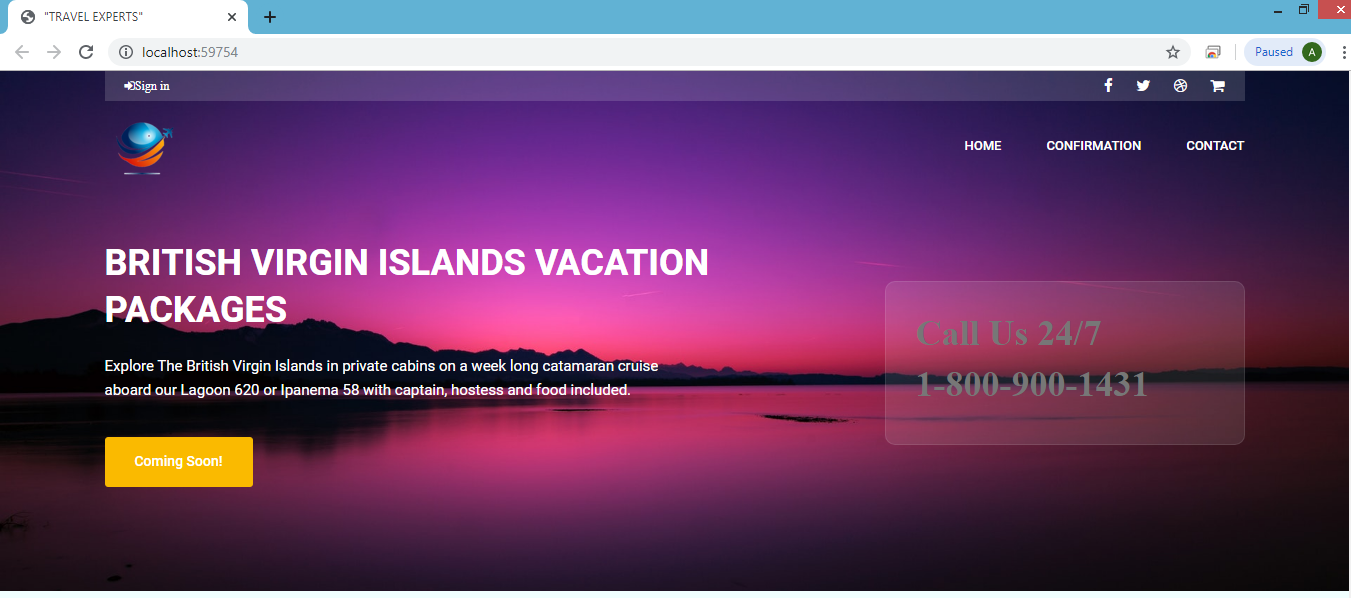 "TRAVEL EXPERTS"
localhost:59754
Paused
A
Sign in
HOME
CONFIRMATION
CONTACT
BRITISH VIRGIN ISLANDS VACATION
PACKAGES
Explore The British Virgin Islands in private cabins on a week long catamaran cruise
aboard our Lagoon 620 or Ipanema 58 with captain, hostess and food included.
Call Us 24/7
1-800-900-1431
Coming Soon!